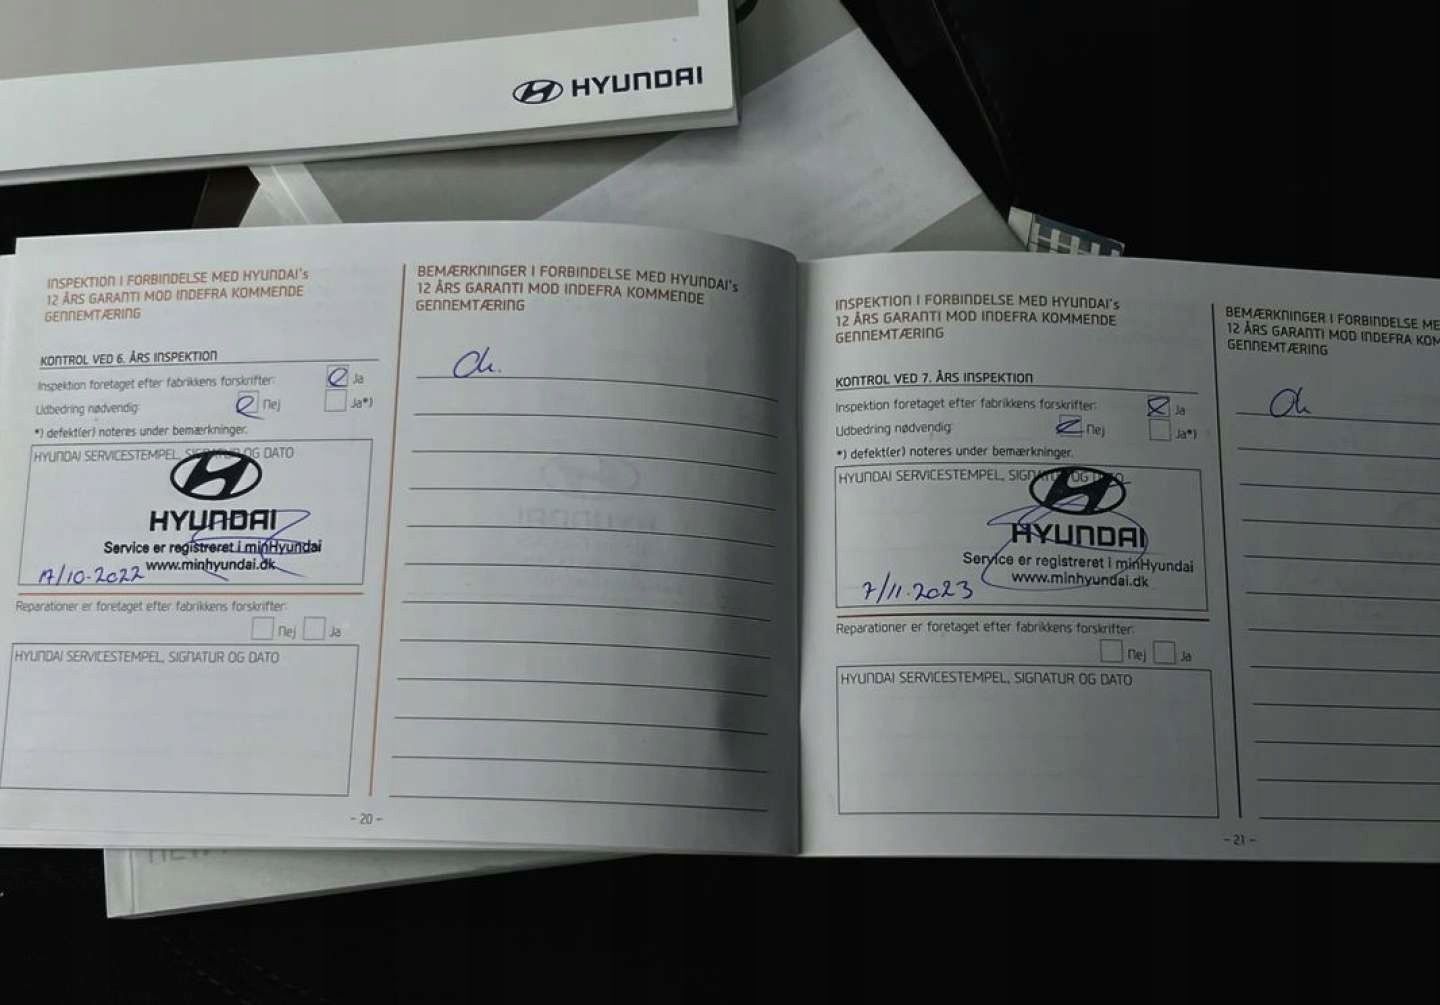 HYUNDAI
INSPEKTION I FORBINDELSE MED HYUNDAI's
12 ÅRS GARANTI MOD INDEFRA KOMMENDE
GENNEMTÆRING
KONTROL VED 6. ÅRS INSPEKTION
Inspektion foretaget efter fabrikkens forskrifter: Ja
Udbedring nødvendig: Nej Ja*)
*) defekt(er) noteres under bemærkninger.
HYUNDAI SERVICESTEMPEL, SIGNATUR OG DATO
HYUNDAI
Service er registreret i minHyundai
www.minhyundai.dk
17/10-2022
Reparationer er foretaget efter fabrikkens forskrifter:
Nej Ja
HYUNDAI SERVICESTEMPEL, SIGNATUR OG DATO
BEMÆRKNINGER I FORBINDELSE MED HYUNDAI's
12 ÅRS GARANTI MOD INDEFRA KOMMENDE
GENNEMTÆRING
- 20 -
INSPEKTION I FORBINDELSE MED HYUNDAI's
12 ÅRS GARANTI MOD INDEFRA KOMMENDE
GENNEMTÆRING
KONTROL VED 7. ÅRS INSPEKTION
Inspektion foretaget efter fabrikkens forskrifter: Ja
Udbedring nødvendig: Nej Ja*)
*) defekt(er) noteres under bemærkninger.
HYUNDAI SERVICESTEMPEL, SIGNATUR OG DATO
HYUNDAI
Service er registreret i minHyundai
www.minhyundai.dk
7/11.2023
Reparationer er foretaget efter fabrikkens forskrifter:
Nej Ja
HYUNDAI SERVICESTEMPEL, SIGNATUR OG DATO
BEMÆRKNINGER I FORBINDELSE ME
12 ÅRS GARANTI MOD INDEFRA KOM
GENNEMTÆRING
- 21 -